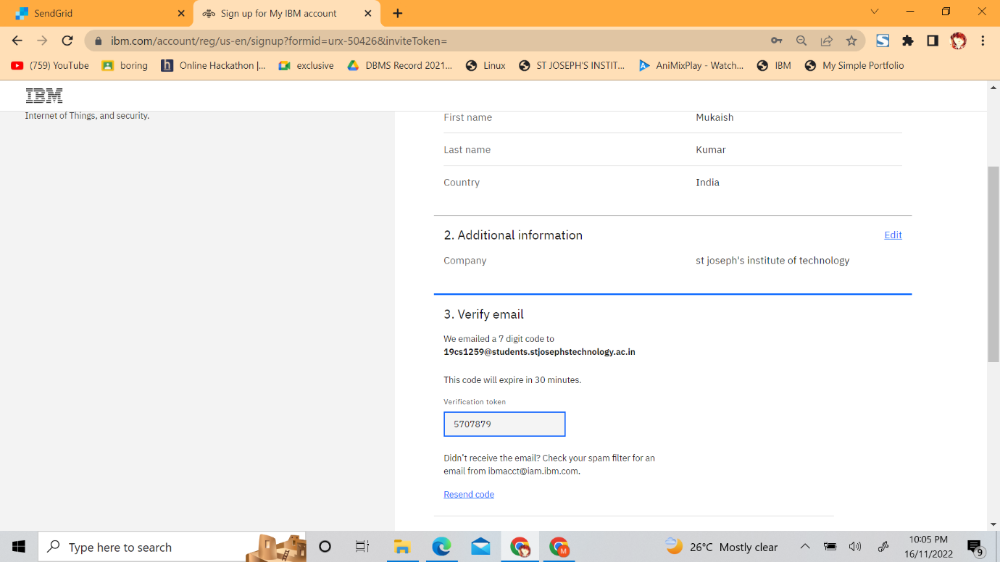 SendGrid
Sign up for My IBM account
ibm.com/account/reg/us-en/signup?formid=urx-50426&inviteToken=
(759) YouTube
boring
h
Online Hackathon |...
exclusive
DBMS Record 2021...
Linux
ST JOSEPH'S INSTIT...
AniMixPlay - Watch...
IBM
My Simple Portfolio
IBM
Internet of Things, and security.
First name Mukaish
Last name Kumar
Country India
2. Additional information Edit
Company st joseph's institute of technology
3. Verify email
We emailed a 7 digit code to
19cs1259@students.stjosephstechnology.ac.in
This code will expire in 30 minutes.
Verification token
5707879
Didn't receive the email? Check your spam filter for an
email from ibmacct@iam.ibm.com.
Resend code
Type here to search
M
26°C Mostly clear
10:05 PM
16/11/2022
9